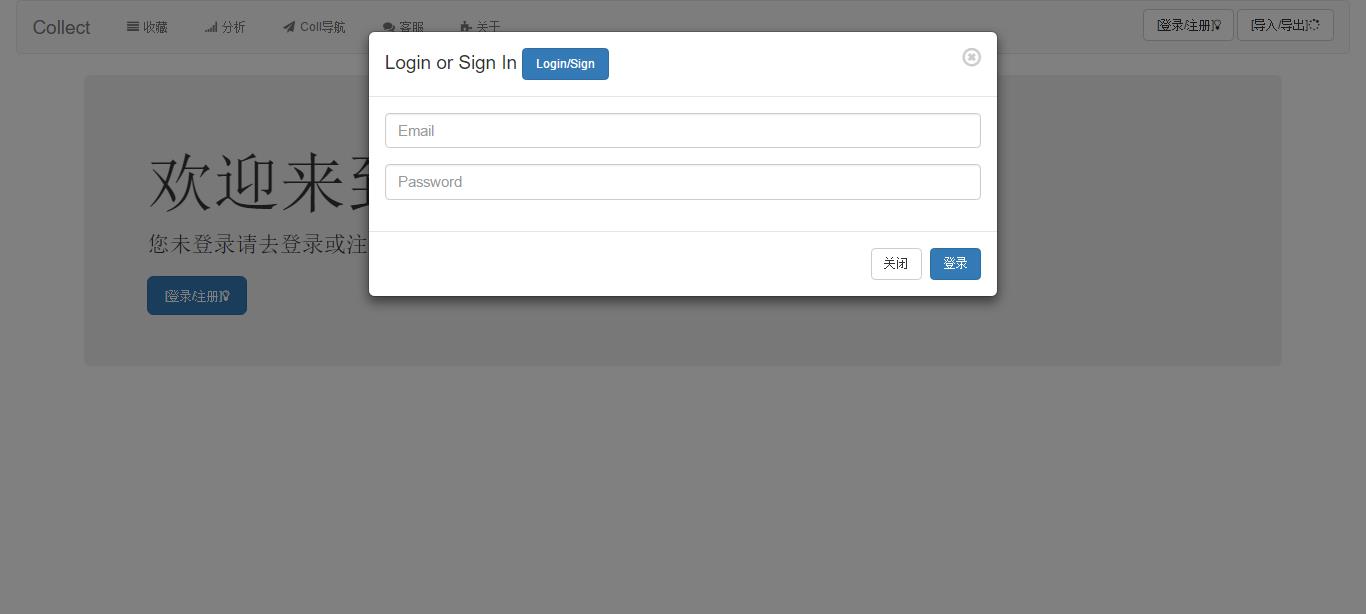 Collect 收藏 分析 Coll导航 客服 关于 [登录/注册] [导入/导出]
Login or Sign In Login/Sign
Email
Password
关闭 登录
欢迎来到
您未登录请去登录或注
[登录/注册]